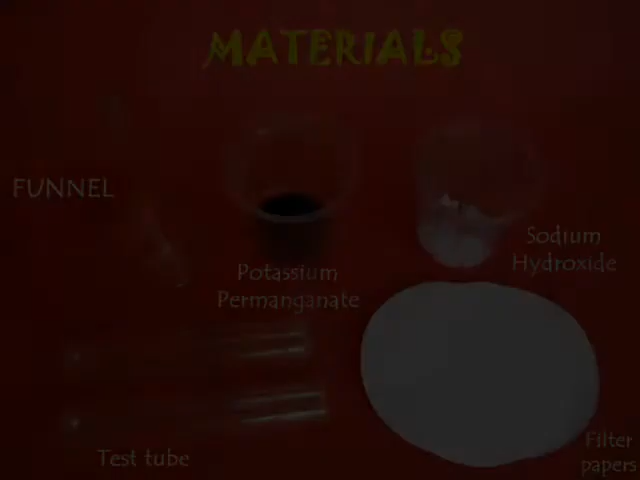 MATERIALS
FUNNEL
Sodium
Hydroxide
Potassium
Permanganate
Test tube
Filter
papers